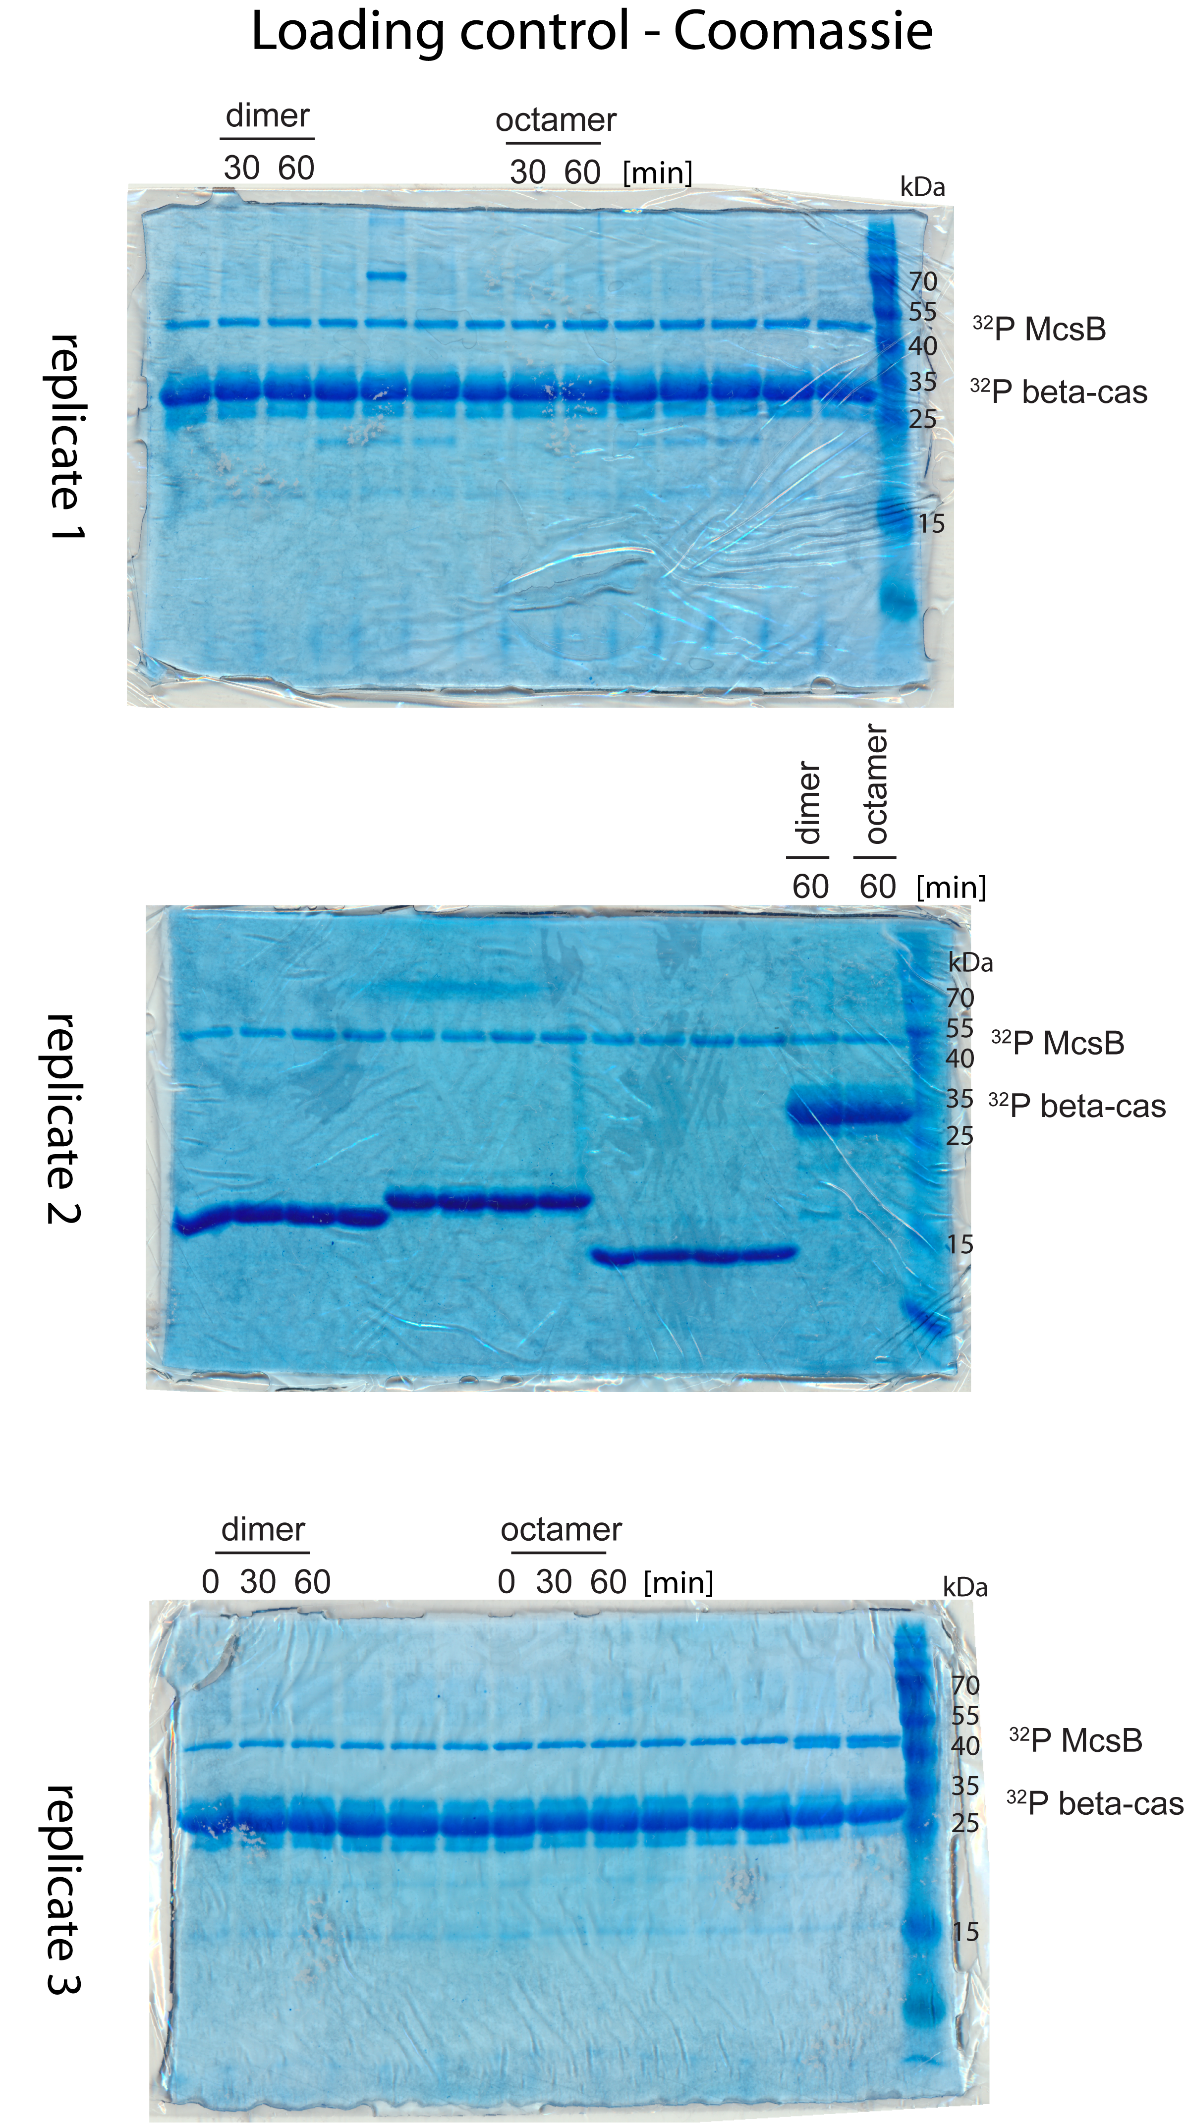 Loading control - Coomassie
dimer
octamer
30 60
30 60 [min]
kDa
70
55
³²P McsB
40
35
³²P beta-cas
25
15
replicate 1
dimer
octamer
60
60 [min]
kDa
70
55
³²P McsB
40
35
³²P beta-cas
25
15
replicate 2
dimer
octamer
0 30 60
0 30 60 [min]
kDa
70
55
³²P McsB
40
35
³²P beta-cas
25
15
replicate 3